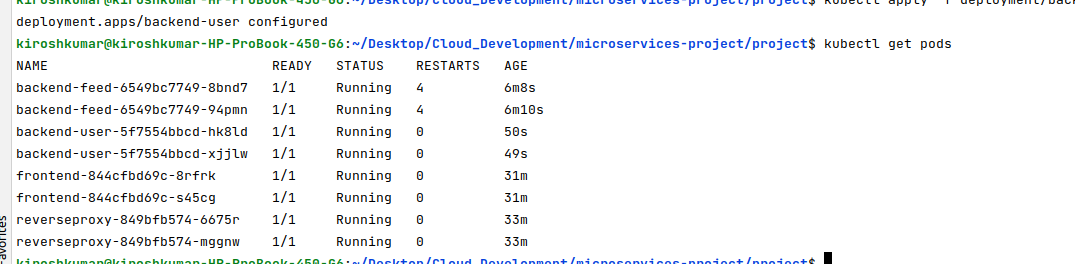 kiroshkumar@kiroshkumar-HP-ProBook-450-G6:~/Desktop/Cloud_Development/microservices-project/project$ kubectl apply -f deployment/back
deployment.apps/backend-user configured
kiroshkumar@kiroshkumar-HP-ProBook-450-G6:~/Desktop/Cloud_Development/microservices-project/project$ kubectl get pods
NAME READY STATUS RESTARTS AGE
backend-feed-6549bc7749-8bnd7 1/1 Running 4 6m8s
backend-feed-6549bc7749-94pmn 1/1 Running 4 6m10s
backend-user-5f7554bbcd-hk8ld 1/1 Running 0 50s
backend-user-5f7554bbcd-xjjlw 1/1 Running 0 49s
frontend-844cfbd69c-8rfrk 1/1 Running 0 31m
frontend-844cfbd69c-s45cg 1/1 Running 0 31m
reverseproxy-849bfb574-6675r 1/1 Running 0 33m
reverseproxy-849bfb574-mggnw 1/1 Running 0 33m
kiroshkumar@kiroshkumar-HP-ProBook-450-G6:~/Desktop/Cloud_Development/microservices-project/project$
avorites